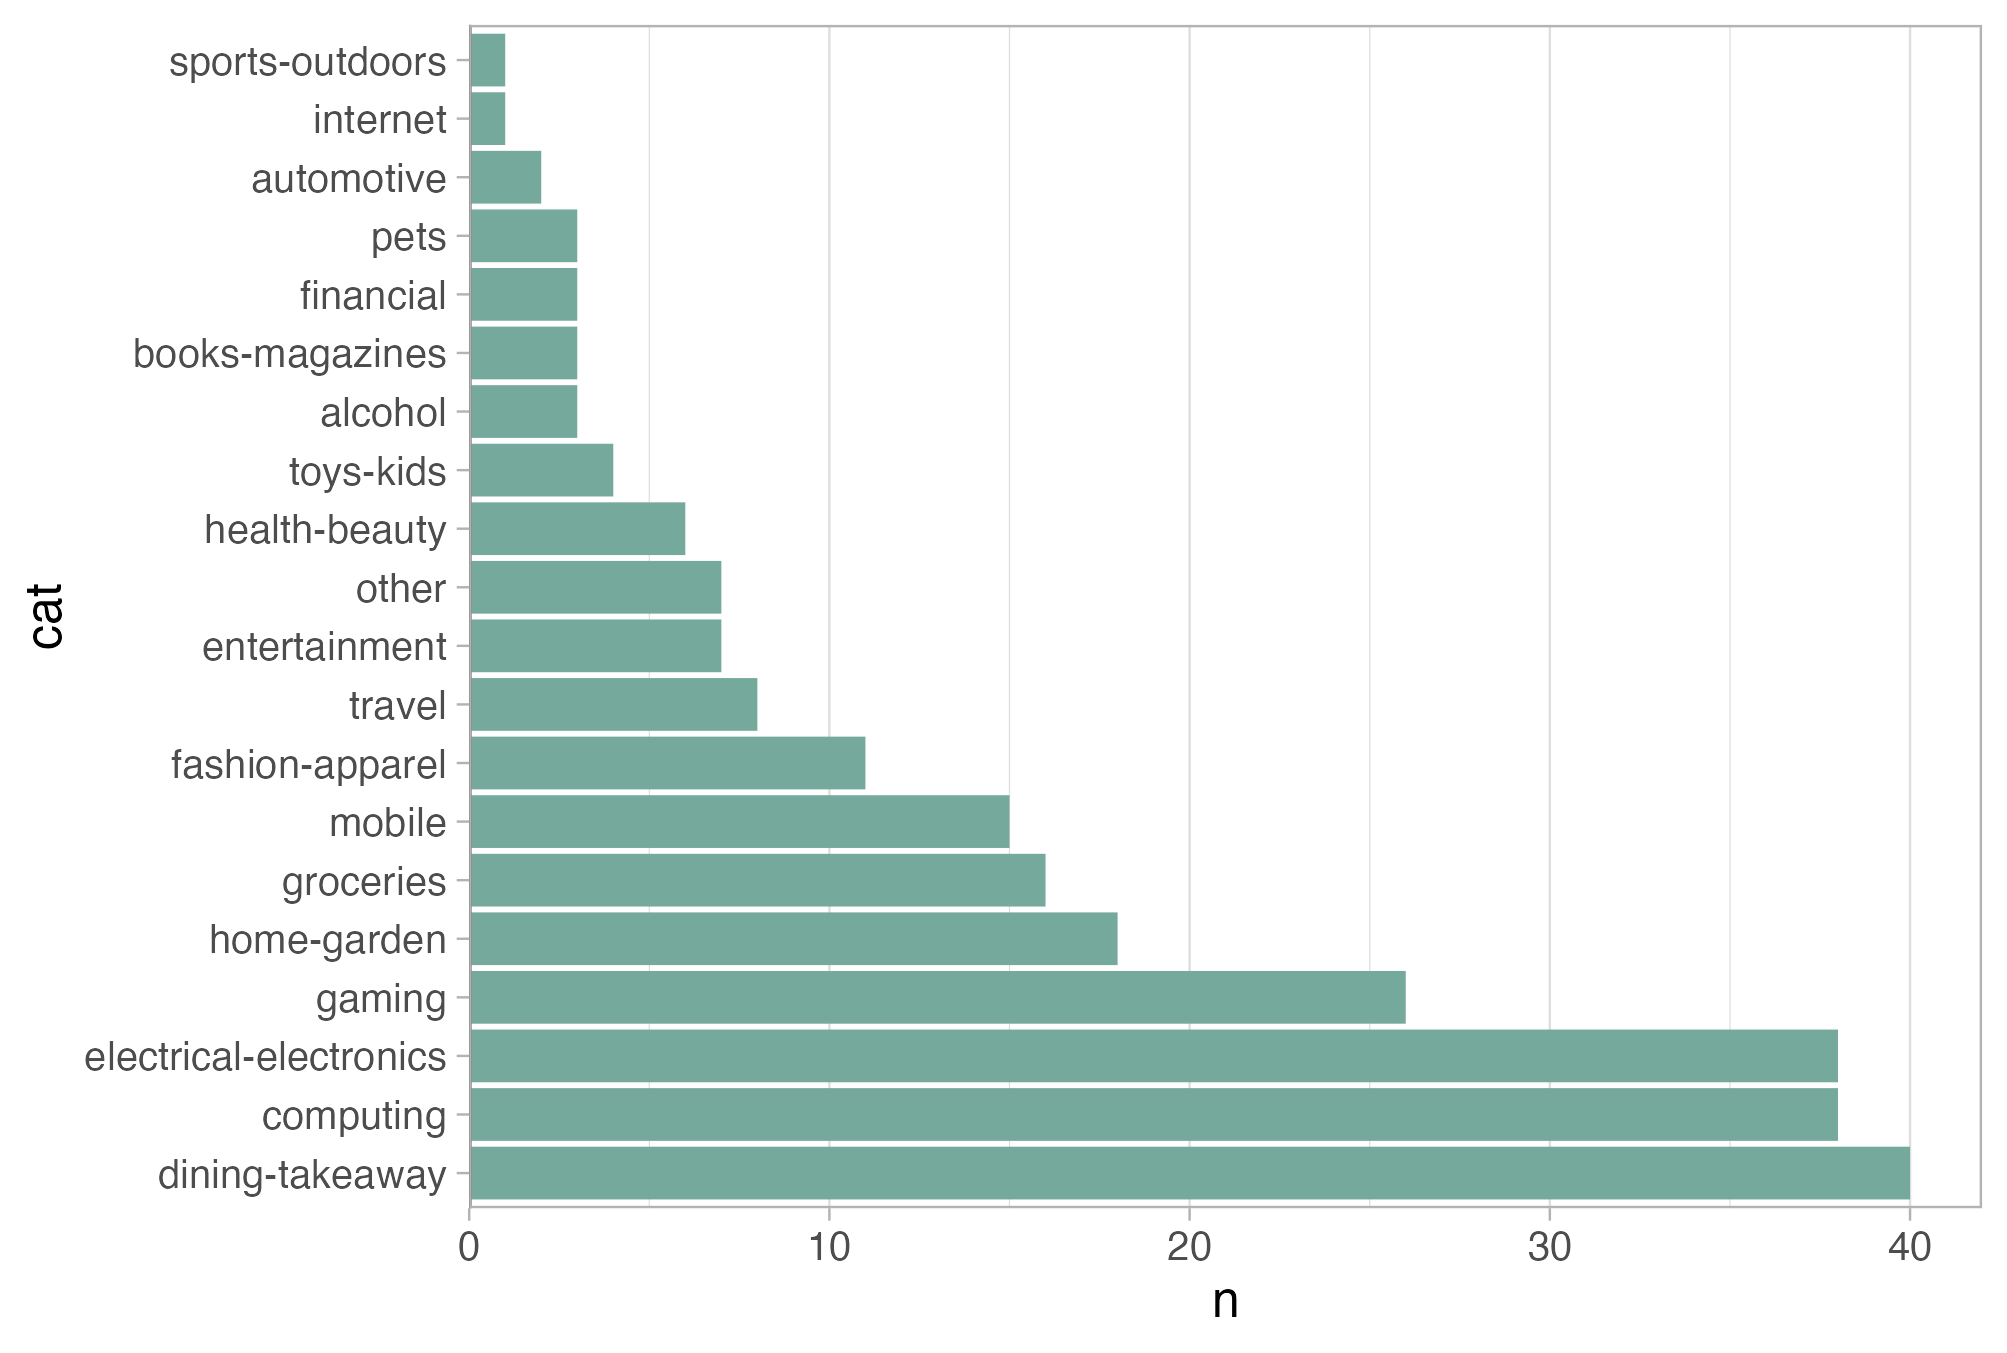 cat
sports-outdoors
internet
automotive
pets
financial
books-magazines
alcohol
toys-kids
health-beauty
other
entertainment
travel
fashion-apparel
mobile
groceries
home-garden
gaming
electrical-electronics
computing
dining-takeaway
0 10 20 30 40
n